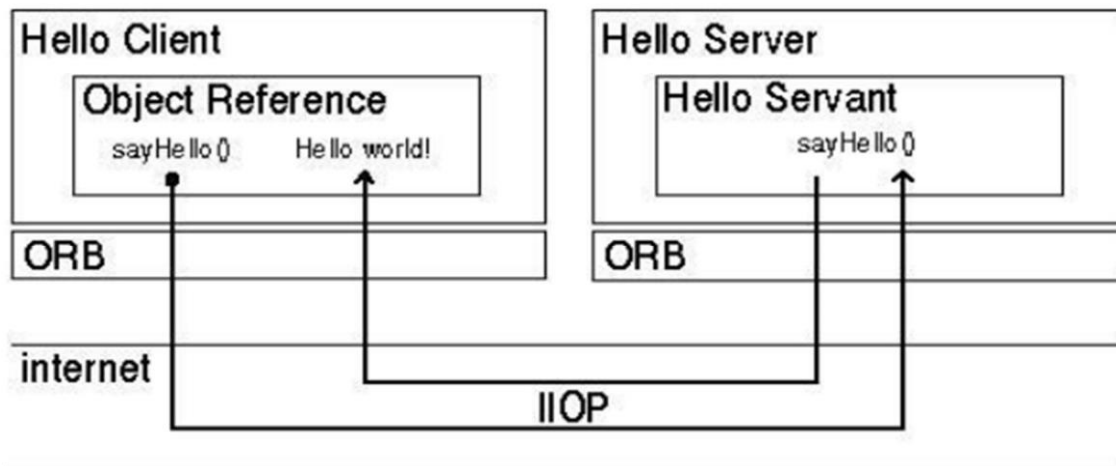 Hello Client
Object Reference
sayHello()
Hello world!
ORB
Hello Server
Hello Servant
sayHello()
ORB
internet
IIOP